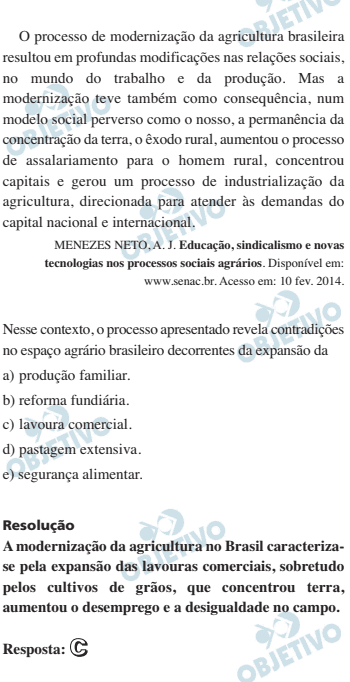 O processo de modernização da agricultura brasileira
resultou em profundas modificações nas relações sociais,
no mundo do trabalho e da produção. Mas a
modernização teve também como consequência, num
modelo social perverso como o nosso, a permanência da
concentração da terra, o êxodo rural, aumentou o processo
de assalariamento para o homem rural, concentrou
capitais e gerou um processo de industrialização da
agricultura, direcionada para atender às demandas do
capital nacional e internacional.
MENEZES NETO, A. J. Educação, sindicalismo e novas
tecnologias nos processos sociais agrários. Disponível em:
www.senac.br. Acesso em: 10 fev. 2014.
Nesse contexto, o processo apresentado revela contradições
no espaço agrário brasileiro decorrentes da expansão da
a) produção familiar.
b) reforma fundiária.
c) lavoura comercial.
d) pastagem extensiva.
e) segurança alimentar.
Resolução
A modernização da agricultura no Brasil caracteriza-
se pela expansão das lavouras comerciais, sobretudo
pelos cultivos de grãos, que concentrou terra,
aumentou o desemprego e a desigualdade no campo.
Resposta: C
OBJETIVO
OBJETIVO
OBJETIVO
OBJETIVO
OBJETIVO
OBJETIVO
OBJETIVO